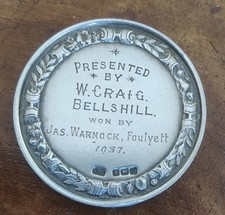 PRESENTED
BY
W. CRAIG.
BELLSHILL.
WON BY
JAS. WARNOCK, Foulyett
1937.